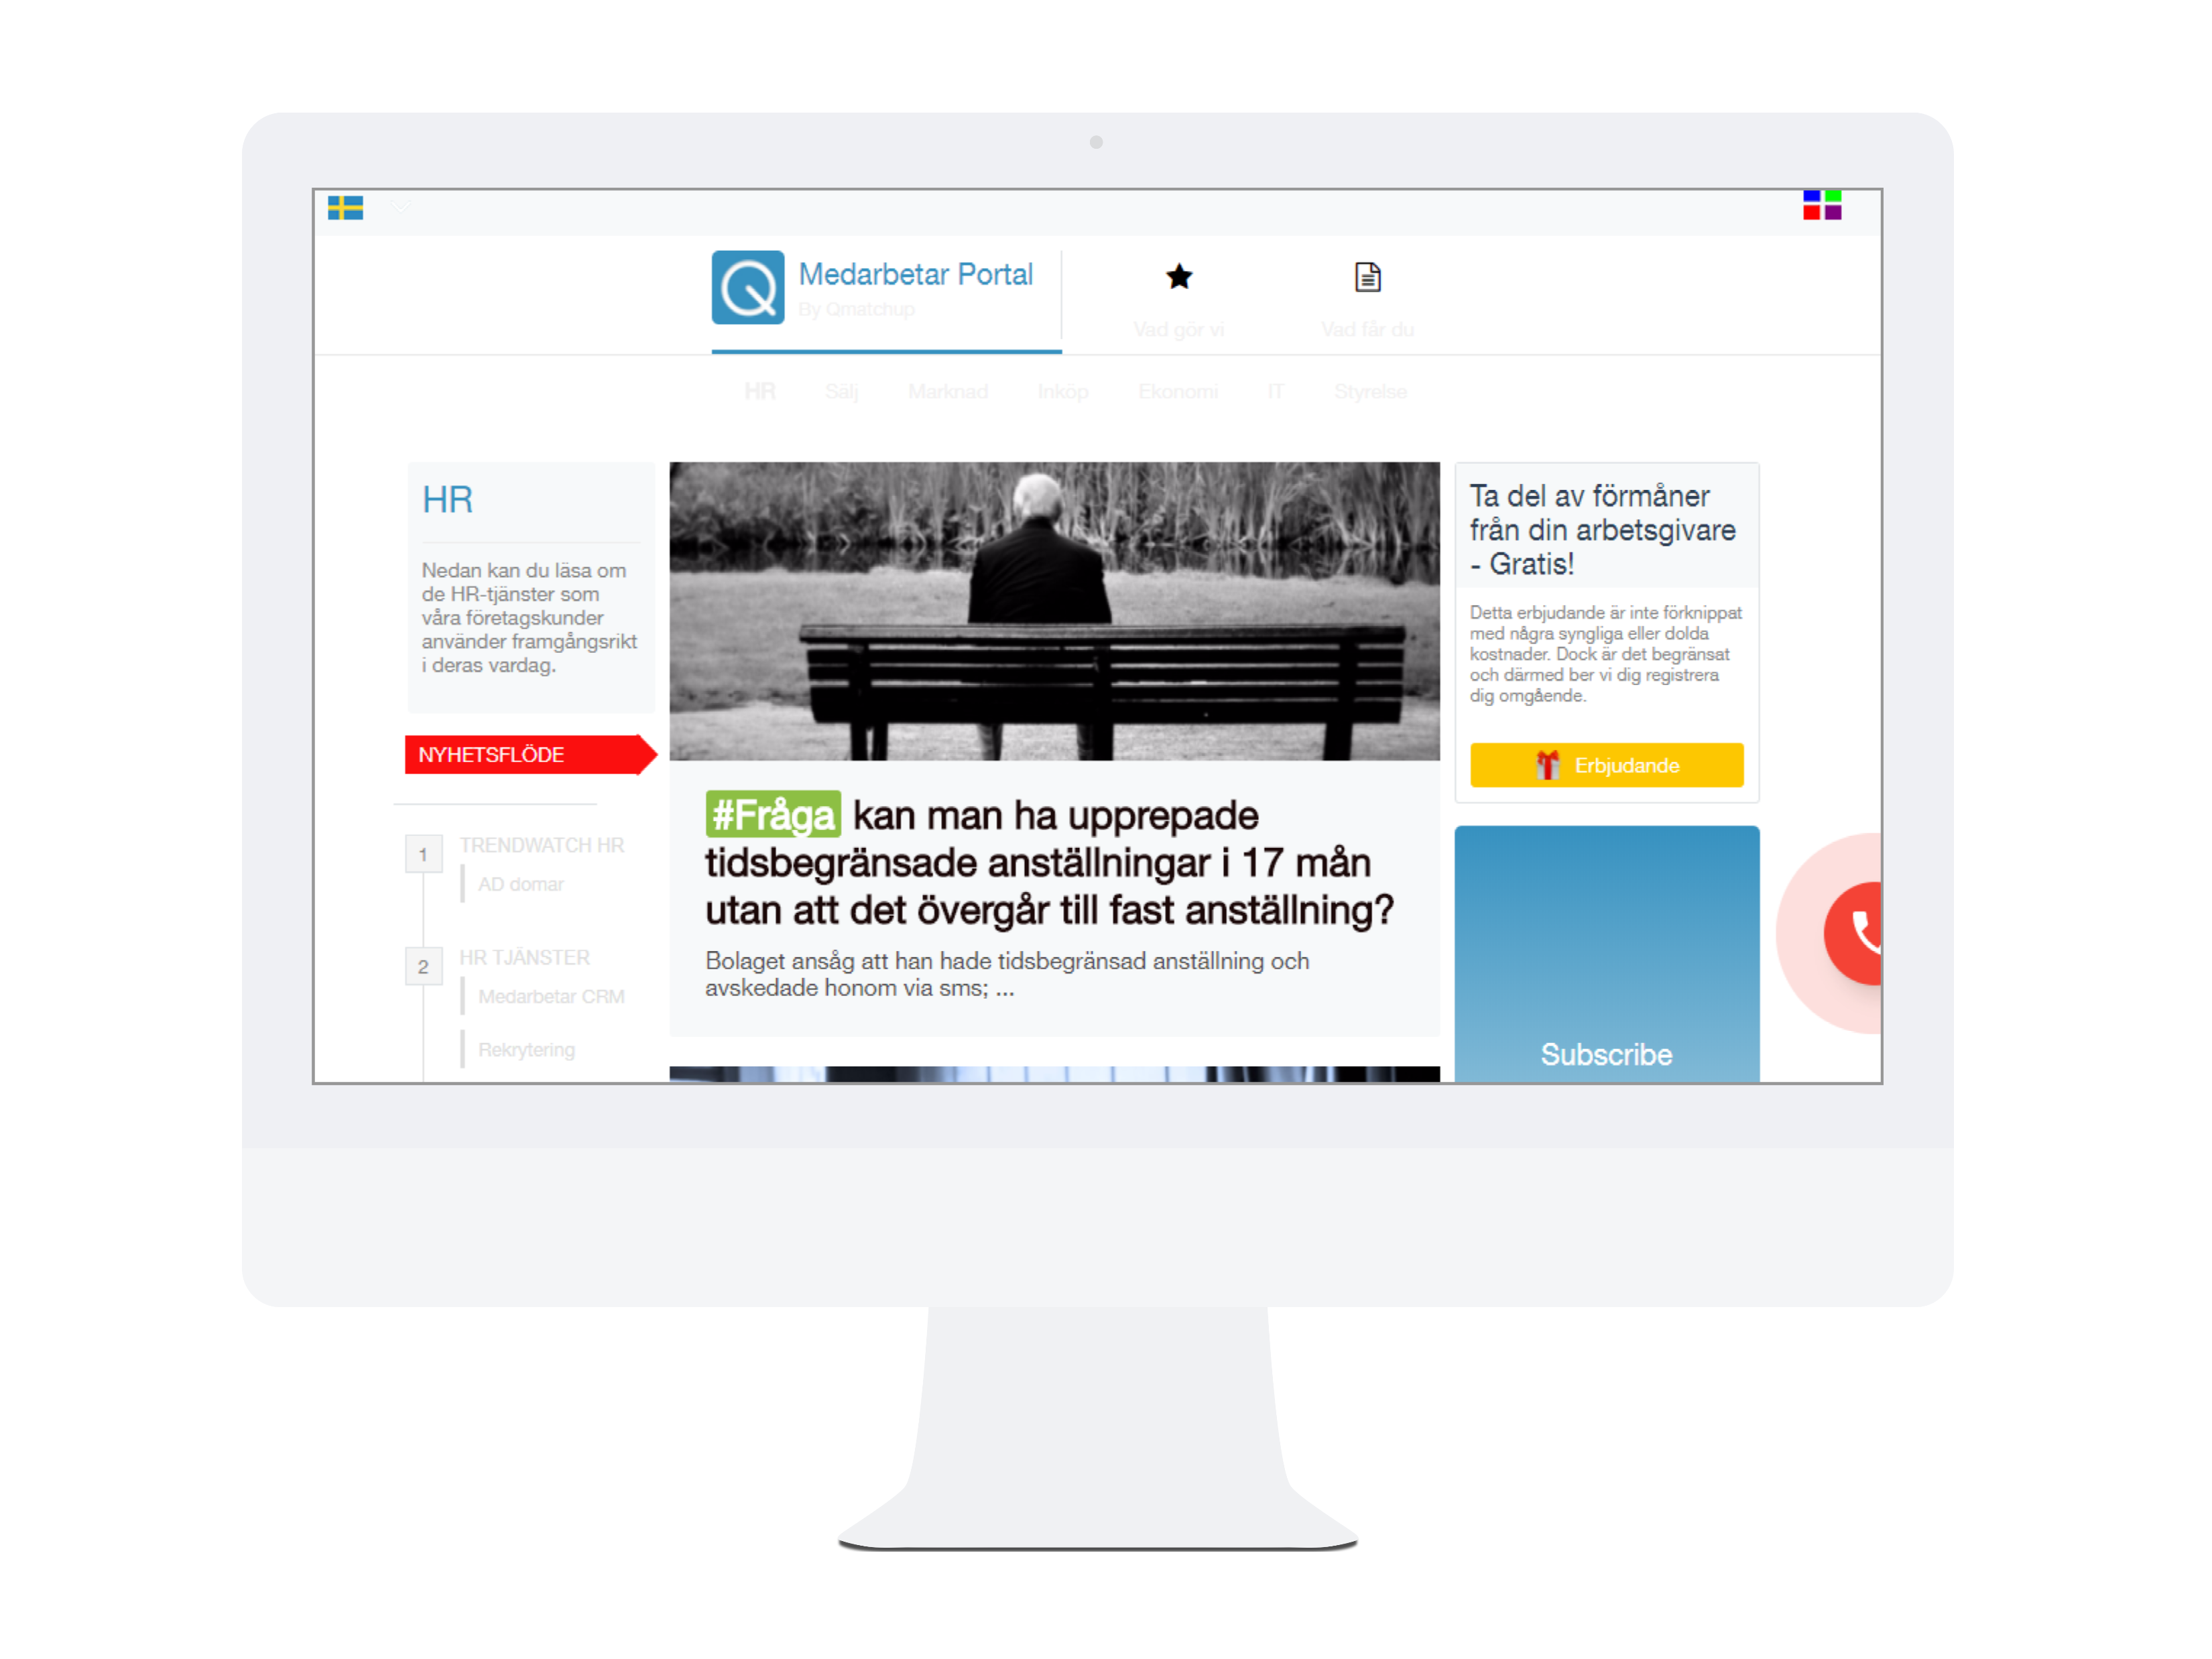 Medarbetar Portal
By Qmatchup
Vad gör vi
Vad får du
HR
Sälj
Marknad
Inköp
Ekonomi
IT
Styrelse
HR
Nedan kan du läsa om
de HR-tjänster som
våra företagskunder
använder framgångsrikt
i deras vardag.
NYHETSFLÖDE
1
TRENDWATCH HR
AD domar
2
HR TJÄNSTER
Medarbetar CRM
Rekrytering
#Fråga kan man ha upprepade
tidsbegränsade anställningar i 17 mån
utan att det övergår till fast anställning?
Bolaget ansåg att han hade tidsbegränsad anställning och
avskedade honom via sms; ...
Ta del av förmåner
från din arbetsgivare
- Gratis!
Detta erbjudande är inte förknippat
med några syngliga eller dolda
kostnader. Dock är det begränsat
och därmed ber vi dig registrera
dig omgående.
Erbjudande
Subscribe